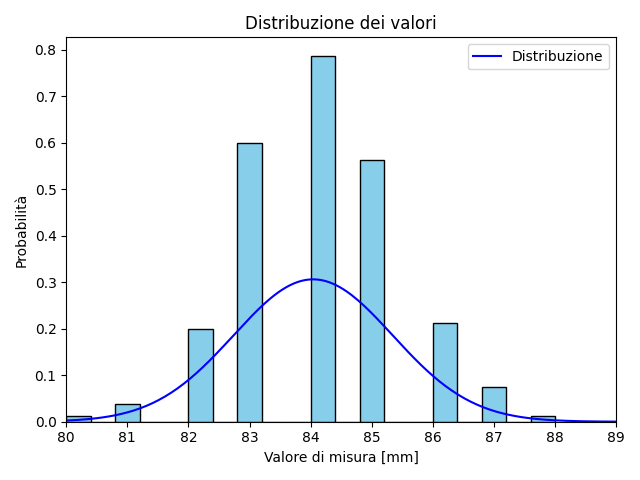 Distribuzione dei valori
Distribuzione
0.8
0.7
0.6
0.5
0.4
0.3
0.2
0.1
0.0
Probabilità
80 81 82 83 84 85 86 87 88 89
Valore di misura [mm]